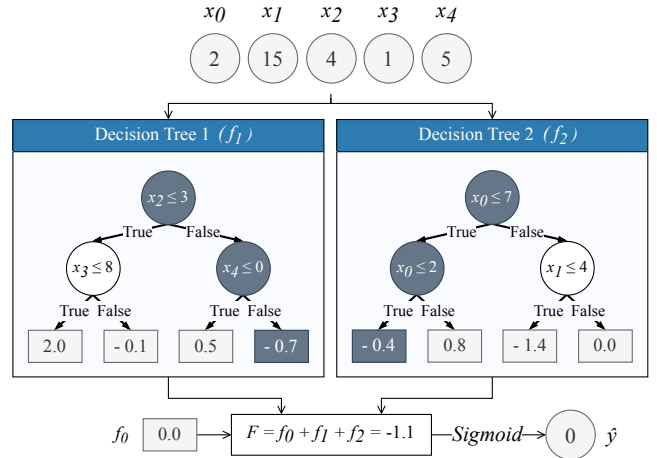 x0 x1 x2 x3 x4
2 15 4 1 5
Decision Tree 1 (f1)
Decision Tree 2 (f2)
x2 ≤ 3
True False
x3 ≤ 8
x4 ≤ 0
True False True False
2.0 - 0.1 0.5 - 0.7
x0 ≤ 7
True False
x0 ≤ 2
x1 ≤ 4
True False True False
- 0.4 0.8 - 1.4 0.0
f0 0.0 F = f0 + f1 + f2 = -1.1 Sigmoid 0 ŷ